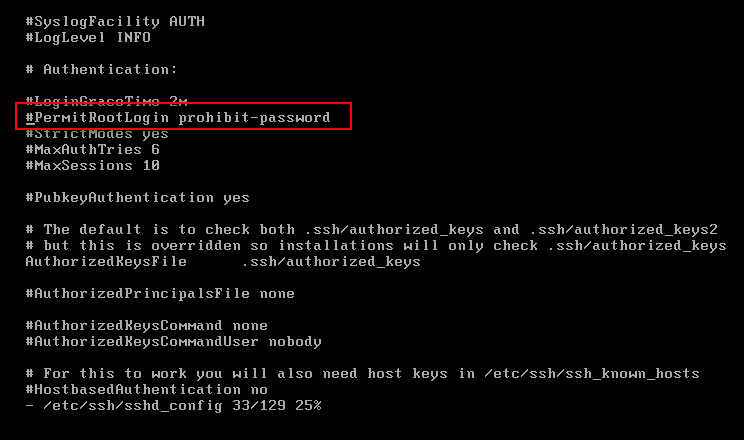 #SyslogFacility AUTH
#LogLevel INFO
# Authentication:
#LoginGraceTime 2m
#PermitRootLogin prohibit-password
#StrictModes yes
#MaxAuthTries 6
#MaxSessions 10
#PubkeyAuthentication yes
# The default is to check both .ssh/authorized_keys and .ssh/authorized_keys2
# but this is overridden so installations will only check .ssh/authorized_keys
AuthorizedKeysFile      .ssh/authorized_keys
#AuthorizedPrincipalsFile none
#AuthorizedKeysCommand none
#AuthorizedKeysCommandUser nobody
# For this to work you will also need host keys in /etc/ssh/ssh_known_hosts
#HostbasedAuthentication no
- /etc/ssh/sshd_config 33/129 25%